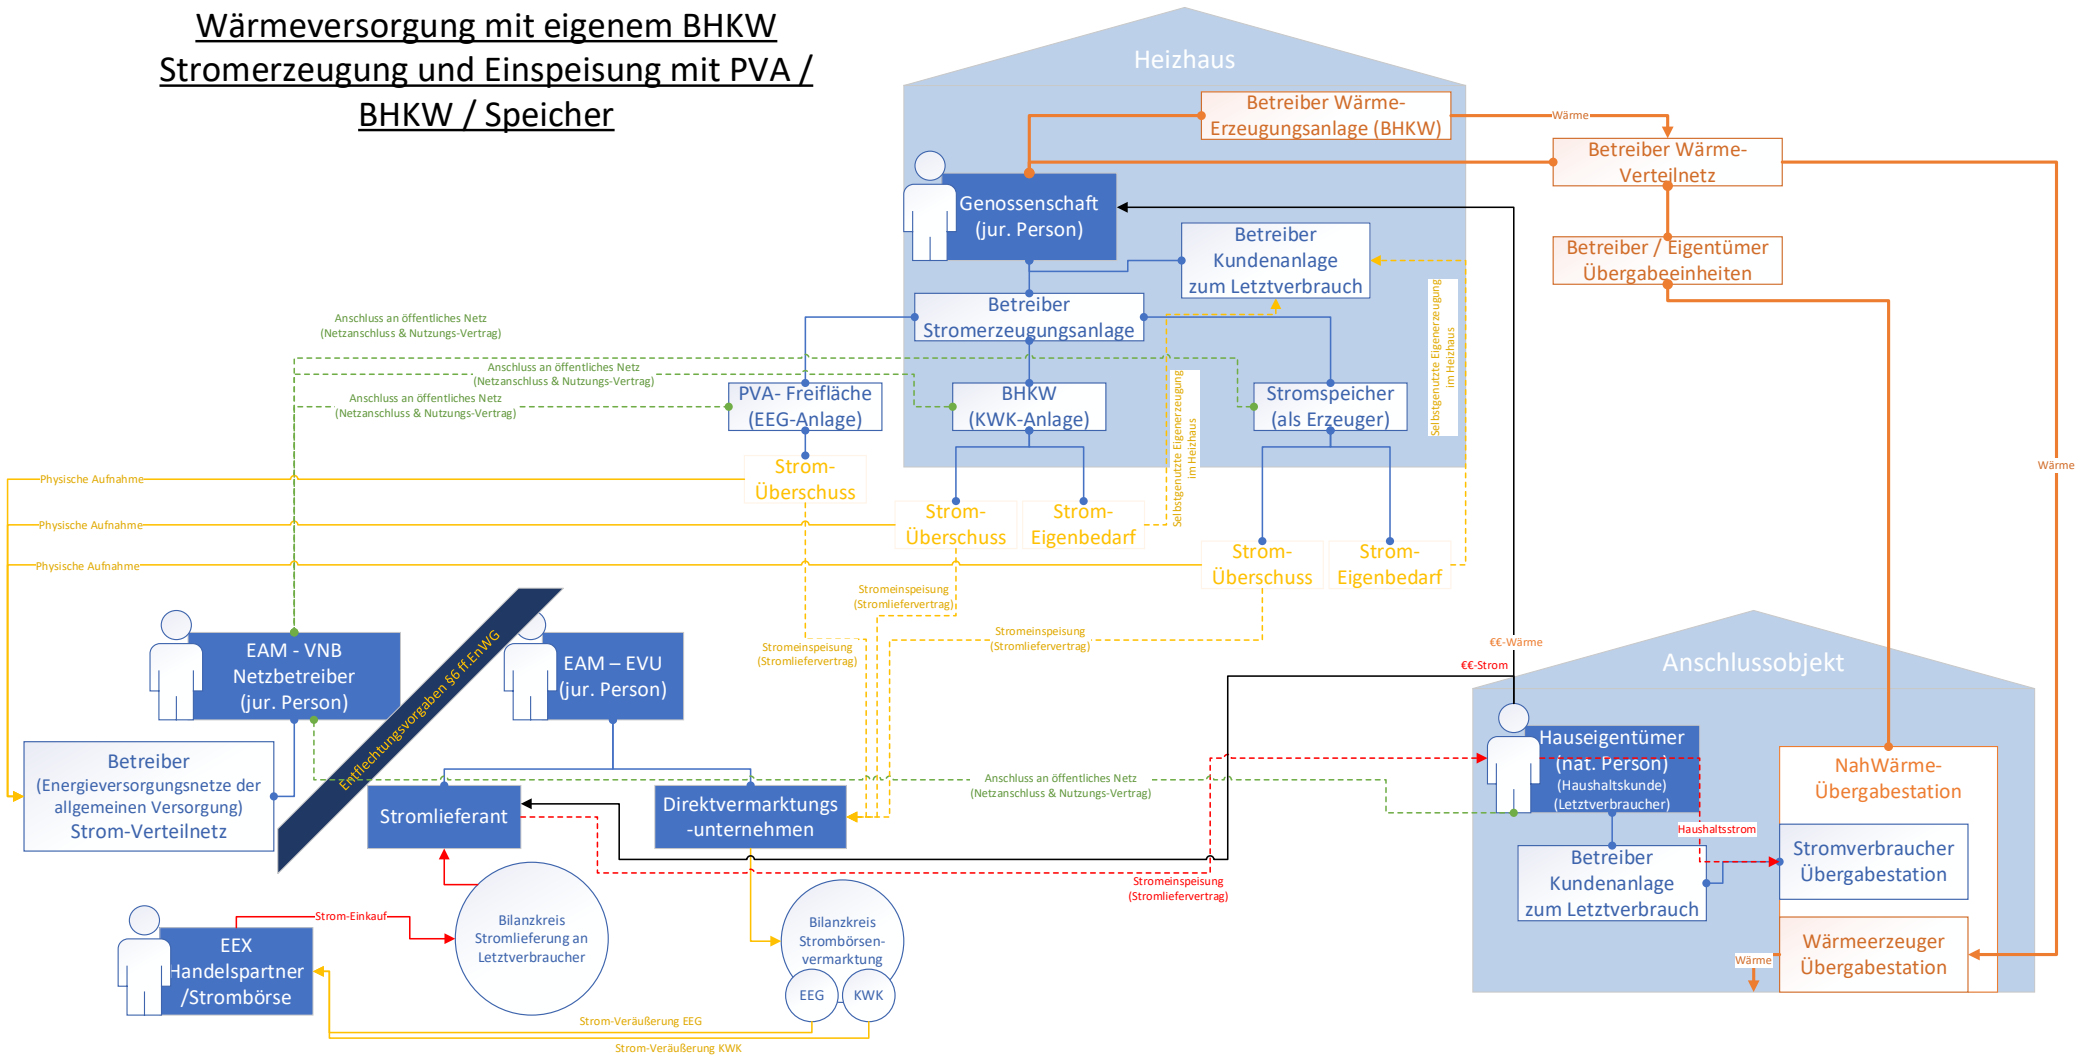 Wärmeversorgung mit eigenem BHKW
Stromerzeugung und Einspeisung mit PVA /
BHKW / Speicher
Heizhaus
Betreiber Wärme-
Erzeugungsanlage (BHKW)
Wärme
Betreiber Wärme-
Verteilnetz
Genossenschaft
(jur. Person)
Betreiber
Kundenanlage
zum Letztverbrauch
Betreiber / Eigentümer
Übergabeeinheiten
Betreiber
Stromerzeugungsanlage
Selbstgenutzte Eigenerzeugung
im Heizhaus
Anschluss an öffentliches Netz
(Netzanschluss & Nutzungs-Vertrag)
Anschluss an öffentliches Netz
(Netzanschluss & Nutzungs-Vertrag)
Anschluss an öffentliches Netz
(Netzanschluss & Nutzungs-Vertrag)
PVA- Freifläche
(EEG-Anlage)
BHKW
(KWK-Anlage)
Selbstgenutzte Eigenerzeugung
im Heizhaus
Stromspeicher
(als Erzeuger)
Wärme
Physische Aufnahme
Strom-
Überschuss
Physische Aufnahme
Strom-
Überschuss
Strom-
Eigenbedarf
Physische Aufnahme
Strom-
Überschuss
Strom-
Eigenbedarf
Stromeinspeisung
(Stromliefervertrag)
Stromeinspeisung
(Stromliefervertrag)
Stromeinspeisung
(Stromliefervertrag)
EAM - VNB
Netzbetreiber
(jur. Person)
Entflechtungsvorgaben §6 ff.EnWG
EAM – EVU
(jur. Person)
€€-Wärme
€€-Strom
Anschlussobjekt
Betreiber
(Energieversorgungsnetze der
allgemeinen Versorgung)
Strom-Verteilnetz
Stromlieferant
Direktvermarktungs
-unternehmen
Anschluss an öffentliches Netz
(Netzanschluss & Nutzungs-Vertrag)
Hauseigentümer
(nat. Person)
(Haushaltskunde)
(Letztverbraucher)
NahWärme-
Übergabestation
Haushaltsstrom
Betreiber
Kundenanlage
zum Letztverbrauch
Stromverbraucher
Übergabestation
Stromeinspeisung
(Stromliefervertrag)
Wärmeerzeuger
Übergabestation
Wärme
EEX
Handelspartner
/Strombörse
Strom-Einkauf
Bilanzkreis
Stromlieferung an
Letztverbraucher
Bilanzkreis
Strombörsen-
vermarktung
EEG
KWK
Strom-Veräußerung EEG
Strom-Veräußerung KWK